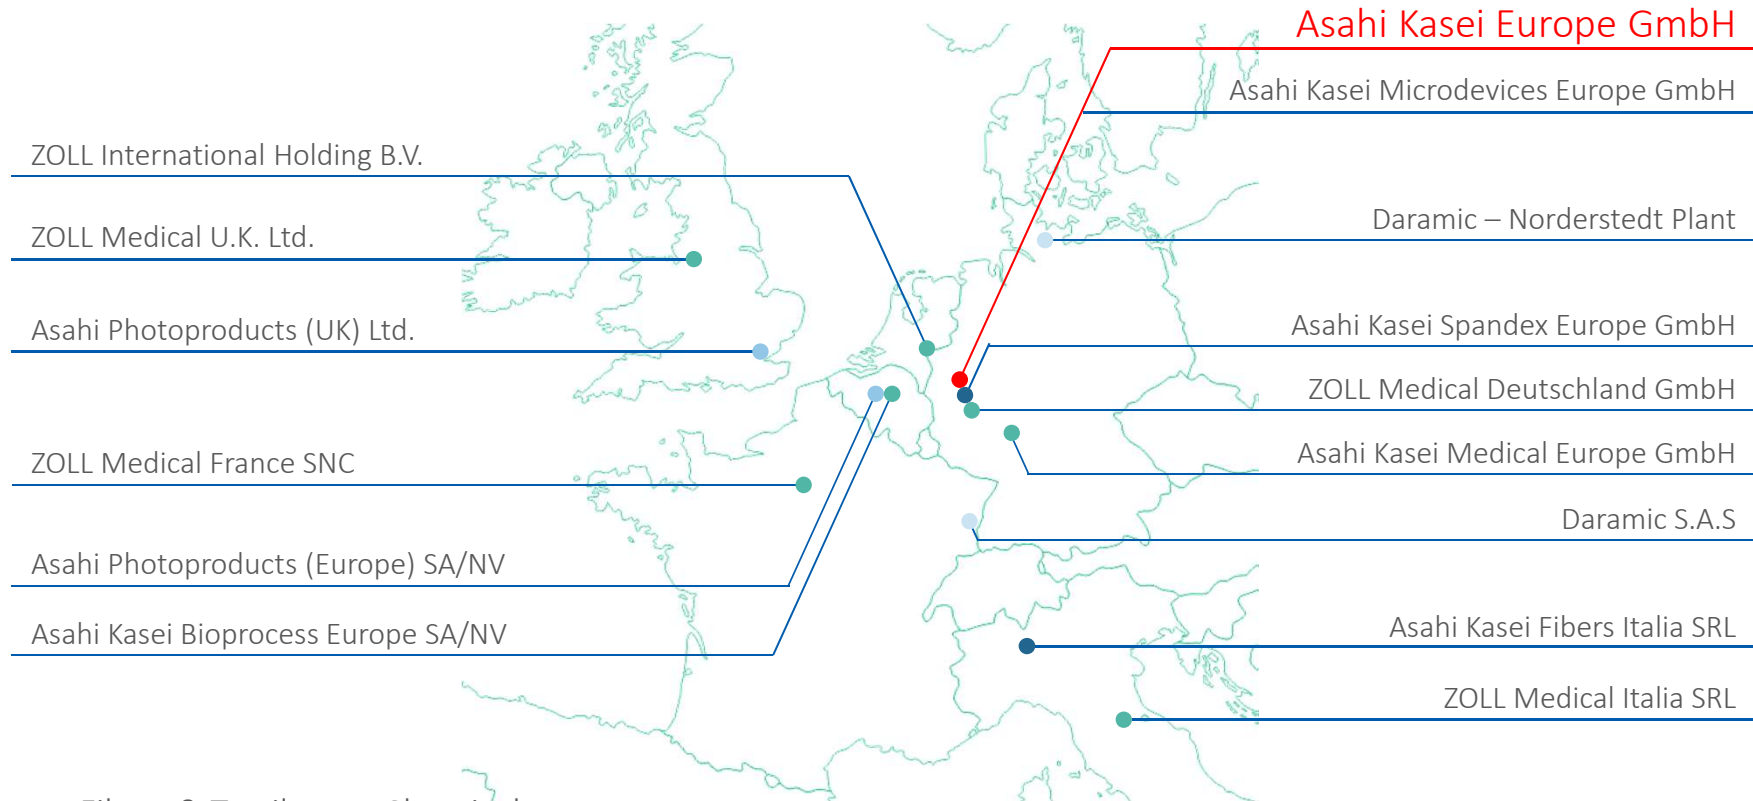 Asahi Kasei Europe GmbH
Asahi Kasei Microdevices Europe GmbH
ZOLL International Holding B.V.
Daramic – Norderstedt Plant
ZOLL Medical U.K. Ltd.
Asahi Photoproducts (UK) Ltd.
Asahi Kasei Spandex Europe GmbH
ZOLL Medical Deutschland GmbH
ZOLL Medical France SNC
Asahi Kasei Medical Europe GmbH
Daramic S.A.S
Asahi Photoproducts (Europe) SA/NV
Asahi Kasei Bioprocess Europe SA/NV
Asahi Kasei Fibers Italia SRL
ZOLL Medical Italia SRL